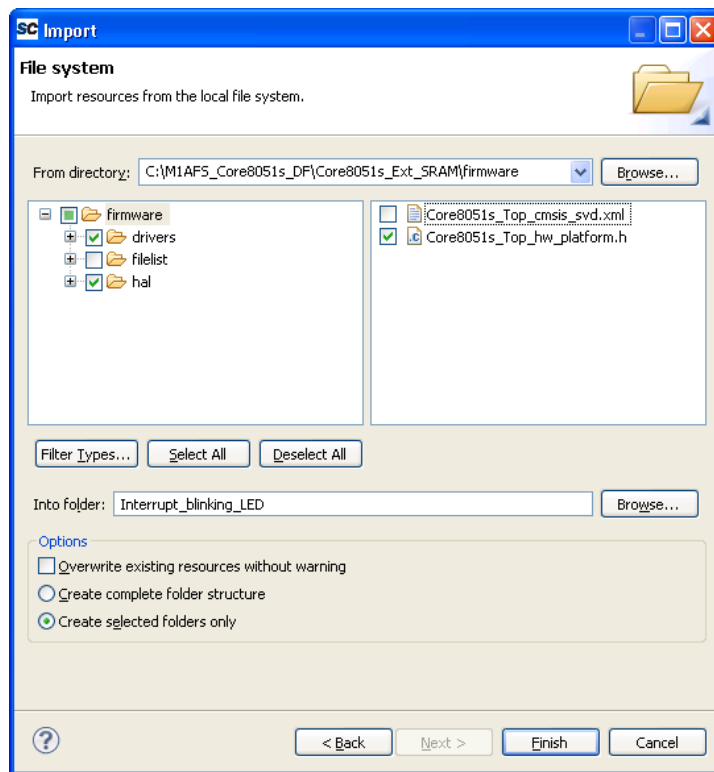 SC Import
File system
Import resources from the local file system.
From directory: C:\M1AFS_Core8051s_DF\Core8051s_Ext_SRAM\firmware Browse...
firmware
drivers
filelist
hal
Core8051s_Top_cmsis_svd.xml
.c Core8051s_Top_hw_platform.h
Filter Types... Select All Deselect All
Into folder: Interrupt_blinking_LED Browse...
Options
Overwrite existing resources without warning
Create complete folder structure
Create selected folders only
? < Back Next > Finish Cancel